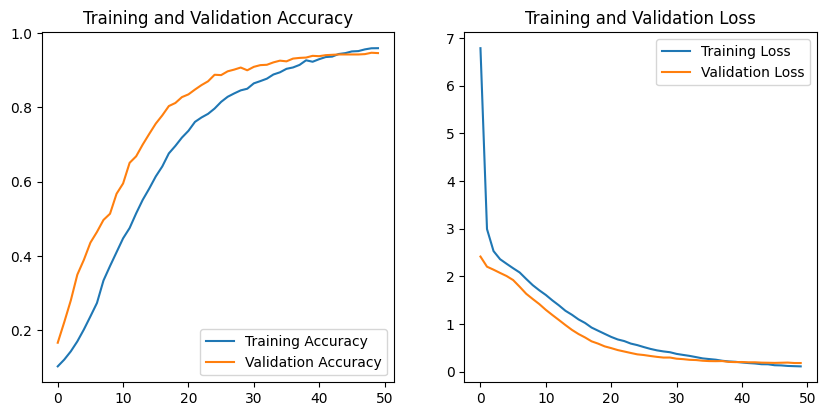 Training and Validation Accuracy
1.0
0.8
0.6
0.4
0.2
0 10 20 30 40 50
Training Accuracy
Validation Accuracy
Training and Validation Loss
7
6
5
4
3
2
1
0
0 10 20 30 40 50
Training Loss
Validation Loss